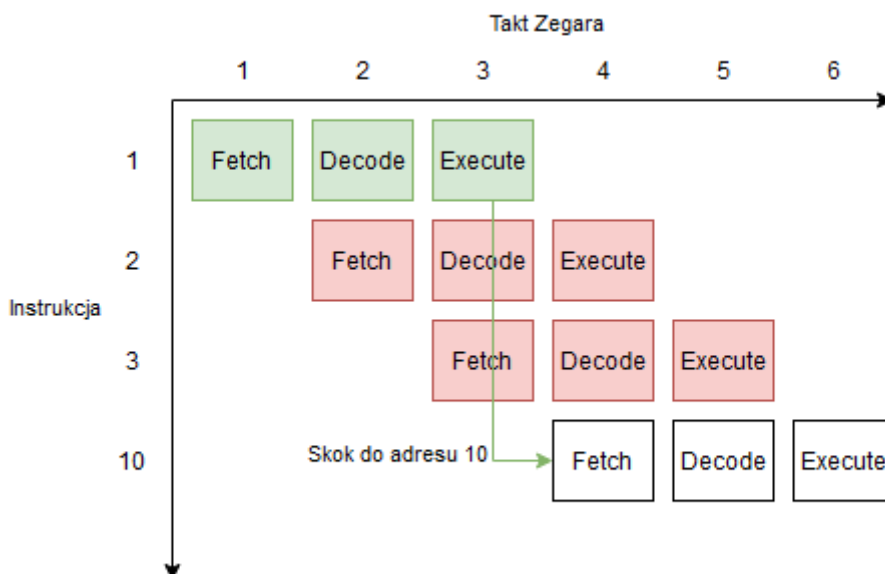 Takt Zegara
1 2 3 4 5 6
1 Fetch Decode Execute
2 Fetch Decode Execute
Instrukcja
3 Fetch Decode Execute
10 Skok do adresu 10 Fetch Decode Execute